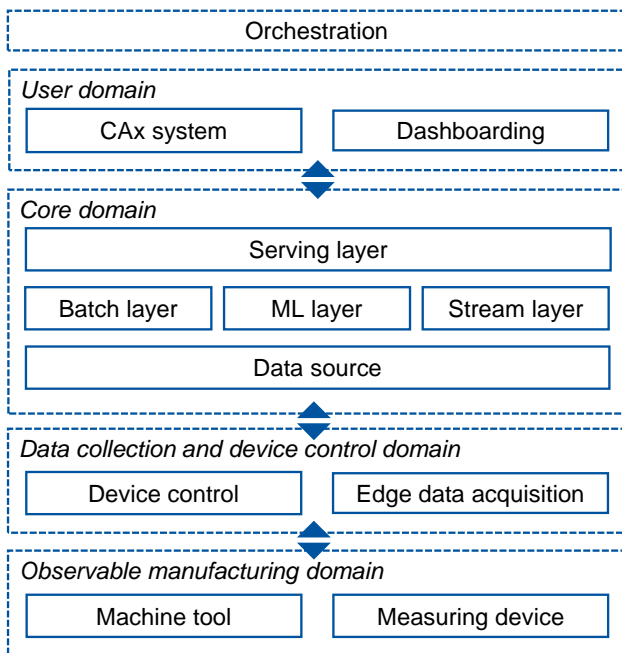 Orchestration
User domain
CAx system
Dashboarding
Core domain
Serving layer
Batch layer
ML layer
Stream layer
Data source
Data collection and device control domain
Device control
Edge data acquisition
Observable manufacturing domain
Machine tool
Measuring device